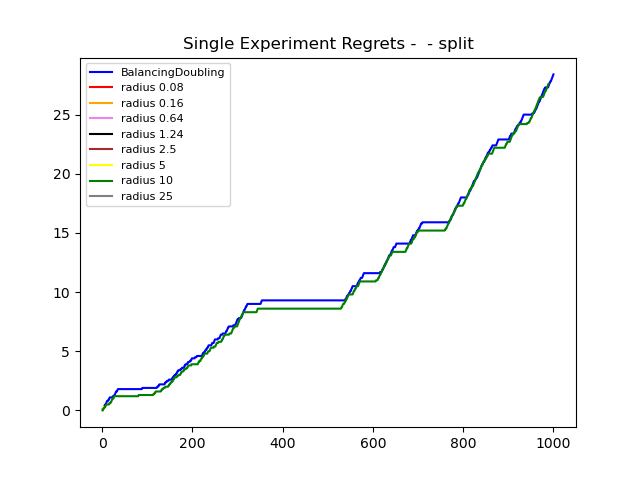 Single Experiment Regrets -  - split
BalancingDoubling
radius 0.08
radius 0.16
radius 0.64
radius 1.24
radius 2.5
radius 5
radius 10
radius 25
25
20
15
10
5
0
0 200 400 600 800 1000